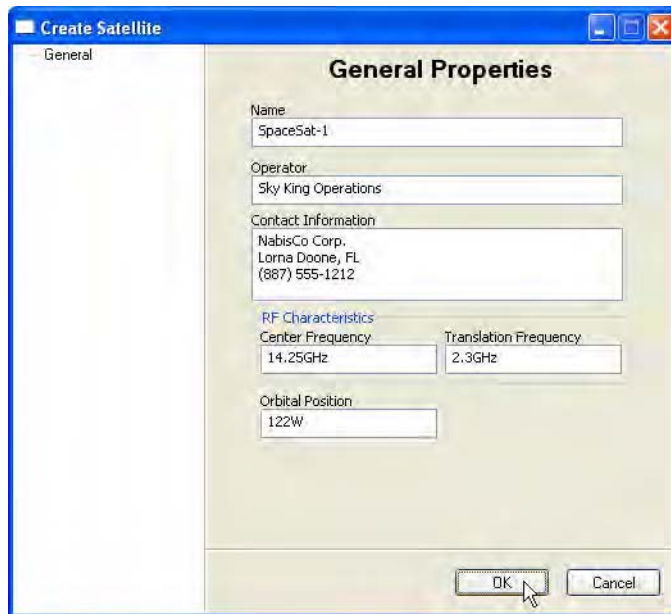 Create Satellite
General
General Properties
Name
SpaceSat-1
Operator
Sky King Operations
Contact Information
NabisCo Corp.
Lorna Doone, FL
(887) 555-1212
RF Characteristics
Center Frequency
Translation Frequency
14.25GHz
2.3GHz
Orbital Position
122W
OK
Cancel